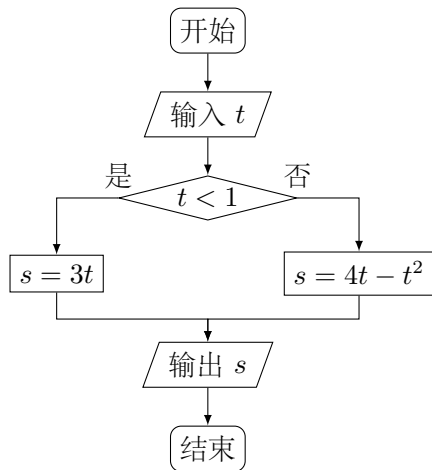 开始
输入 t
是
否
t < 1
s = 3t
s = 4t − t²
输出 s
结束